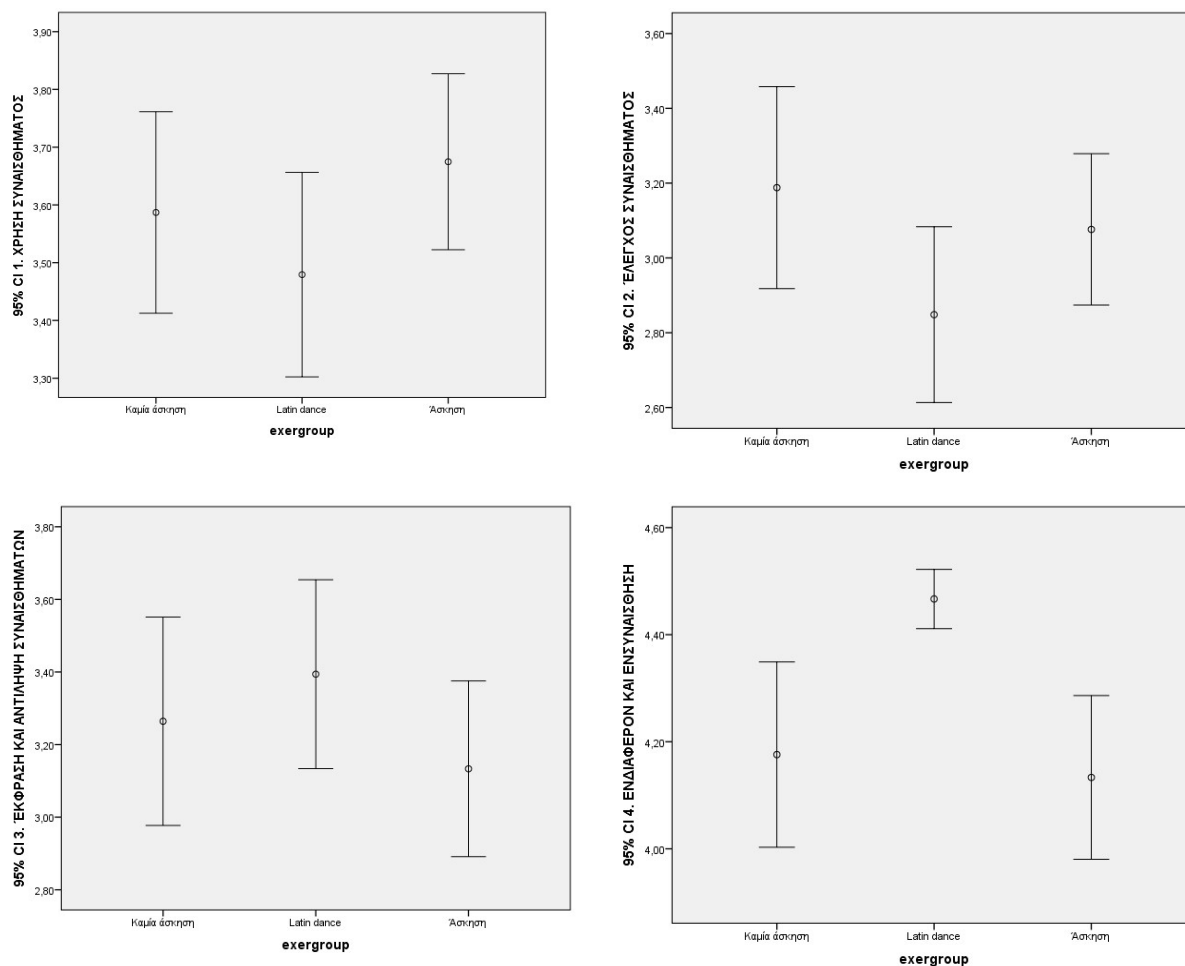 95% CI 1. ΧΡΗΣΗ ΣΥΝΑΙΣΘΗΜΑΤΟΣ
3,90
3,80
3,70
3,60
3,50
3,40
3,30
Καμία άσκηση
Latin dance
Άσκηση
exergroup
95% CI 2. ΈΛΕΓΧΟΣ ΣΥΝΑΙΣΘΗΜΑΤΟΣ
3,60
3,40
3,20
3,00
2,80
2,60
Καμία άσκηση
Latin dance
Άσκηση
exergroup
95% CI 3. ΈΚΦΡΑΣΗ ΚΑΙ ΑΝΤΙΛΗΨΗ ΣΥΝΑΙΣΘΗΜΑΤΩΝ
3,80
3,60
3,40
3,20
3,00
2,80
Καμία άσκηση
Latin dance
Άσκηση
exergroup
95% CI 4. ΕΝΔΙΑΦΕΡΟΝ ΚΑΙ ΕΝΣΥΝΑΙΣΘΗΣΗ
4,60
4,40
4,20
4,00
Καμία άσκηση
Latin dance
Άσκηση
exergroup